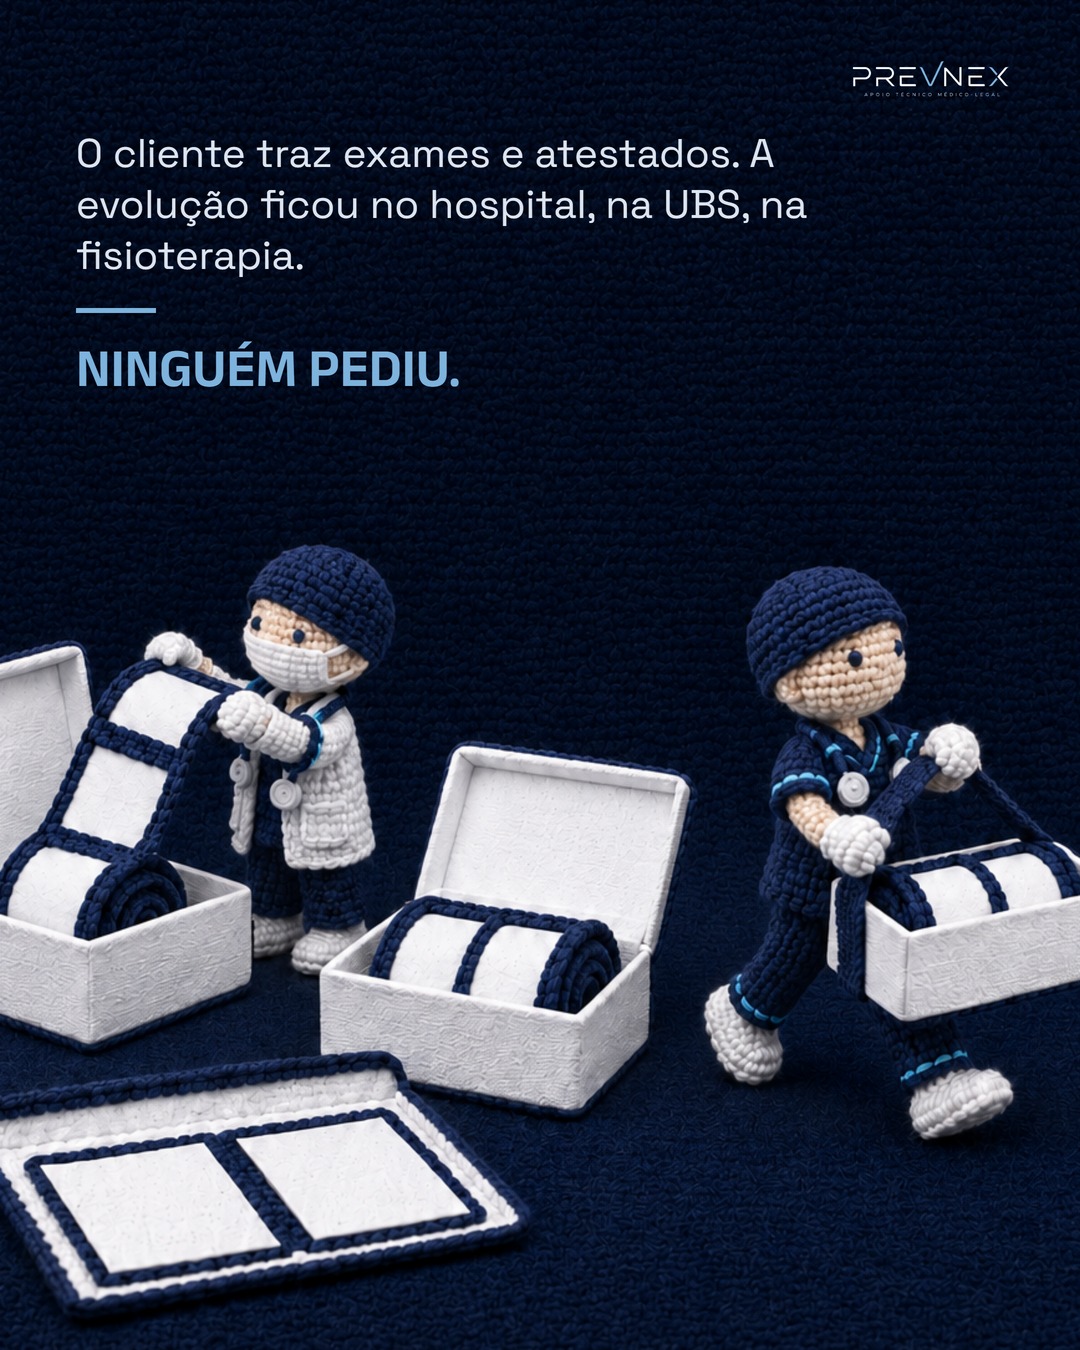 PREVNEX
APOIO TÉCNICO MÉDICO-LEGAL
O cliente traz exames e atestados. A
evolução ficou no hospital, na UBS, na
fisioterapia.
NINGUÉM PEDIU.